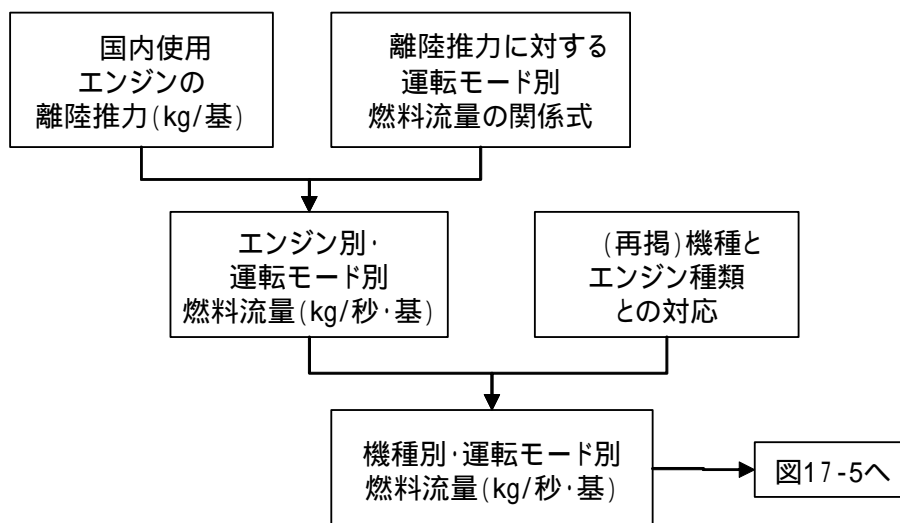 国内使用
エンジンの
離陸推力(kg/基)
離陸推力に対する
運転モード別
燃料流量の関係式
エンジン別・
運転モード別
燃料流量(kg/秒・基)
(再掲)機種と
エンジン種類
との対応
機種別・運転モード別
燃料流量(kg/秒・基)
図17-5へ